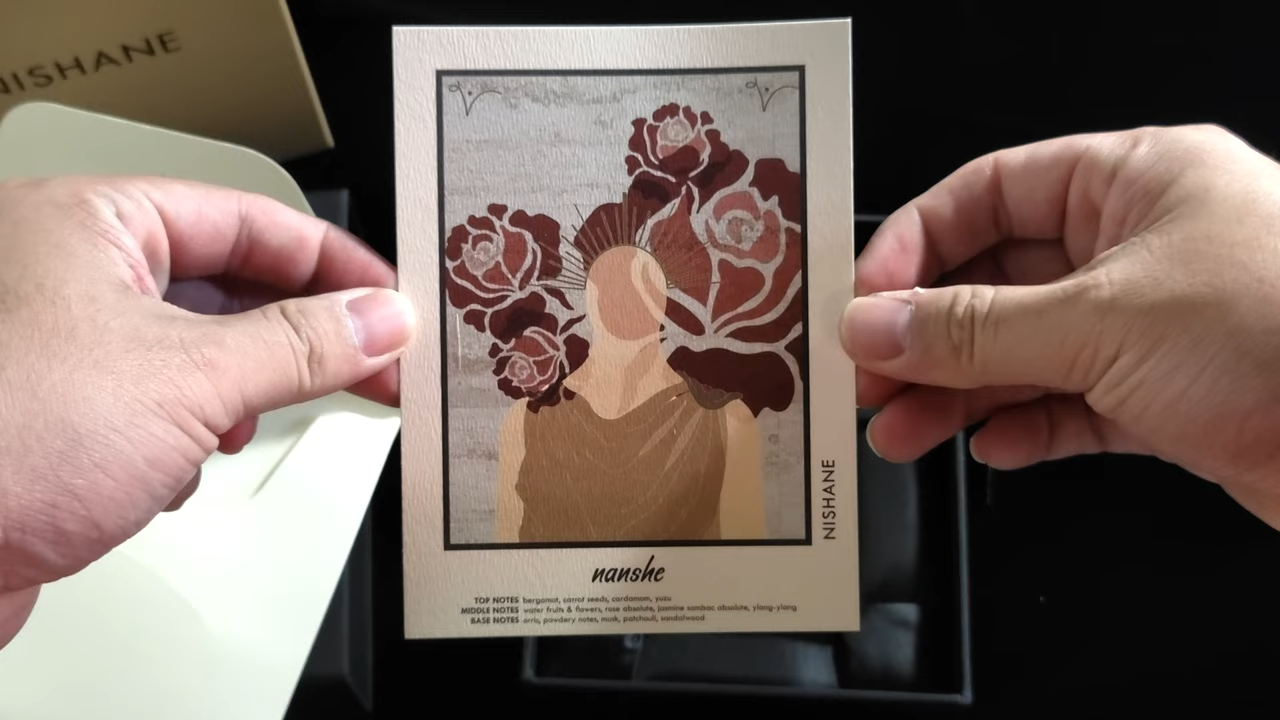 NISHANE
NISHANE
nanshe
TOP NOTES bergamot, carrot seeds, cardamom, yuzu
MIDDLE NOTES water fruits & flowers, rose absolute, jasmine sambac absolute, ylang-ylang
BASE NOTES orris, powdery notes, musk, patchouli, sandalwood